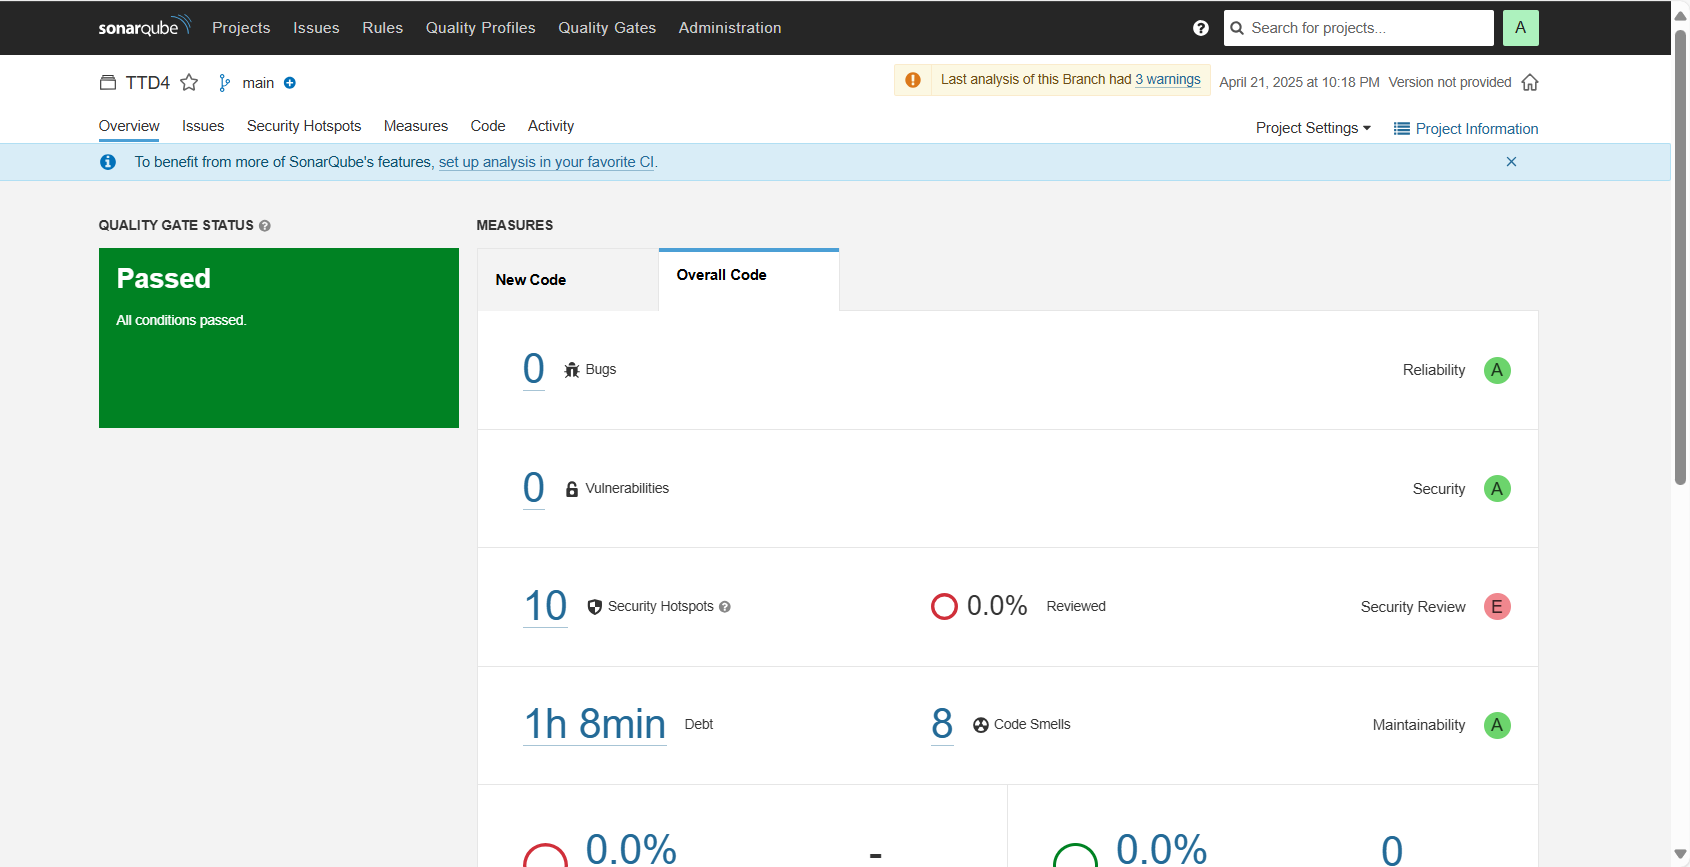 sonarqube Projects Issues Rules Quality Profiles Quality Gates Administration ? Search for projects... A
TTD4 main Last analysis of this Branch had 3 warnings April 21, 2025 at 10:18 PM Version not provided
Overview Issues Security Hotspots Measures Code Activity Project Settings Project Information
To benefit from more of SonarQube's features, set up analysis in your favorite CI.
QUALITY GATE STATUS ? MEASURES
Passed
All conditions passed.
New Code Overall Code
0 Bugs Reliability A
0 Vulnerabilities Security A
10 Security Hotspots ? 0.0% Reviewed Security Review E
1h 8min Debt 8 Code Smells Maintainability A
0.0% - 0.0% 0